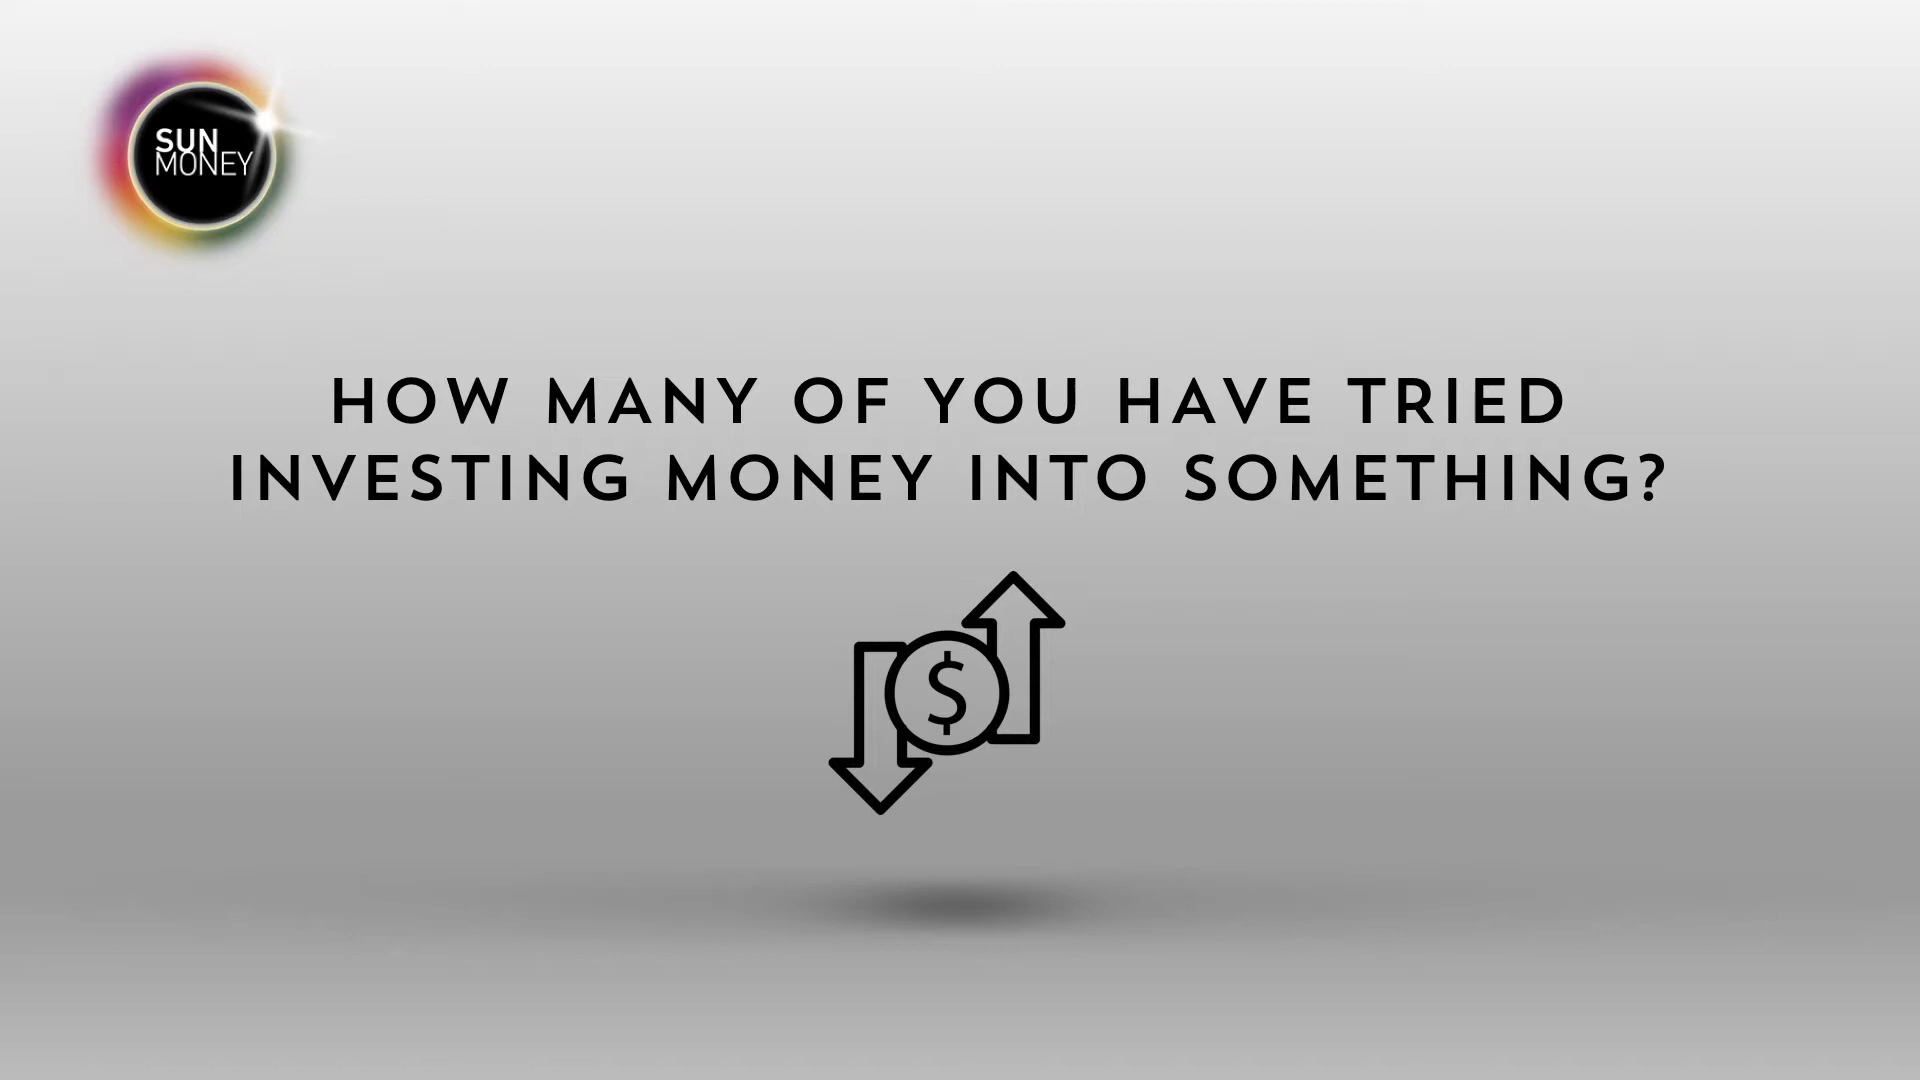 SUN
MONEY
HOW MANY OF YOU HAVE TRIED
INVESTING MONEY INTO SOMETHING?
$